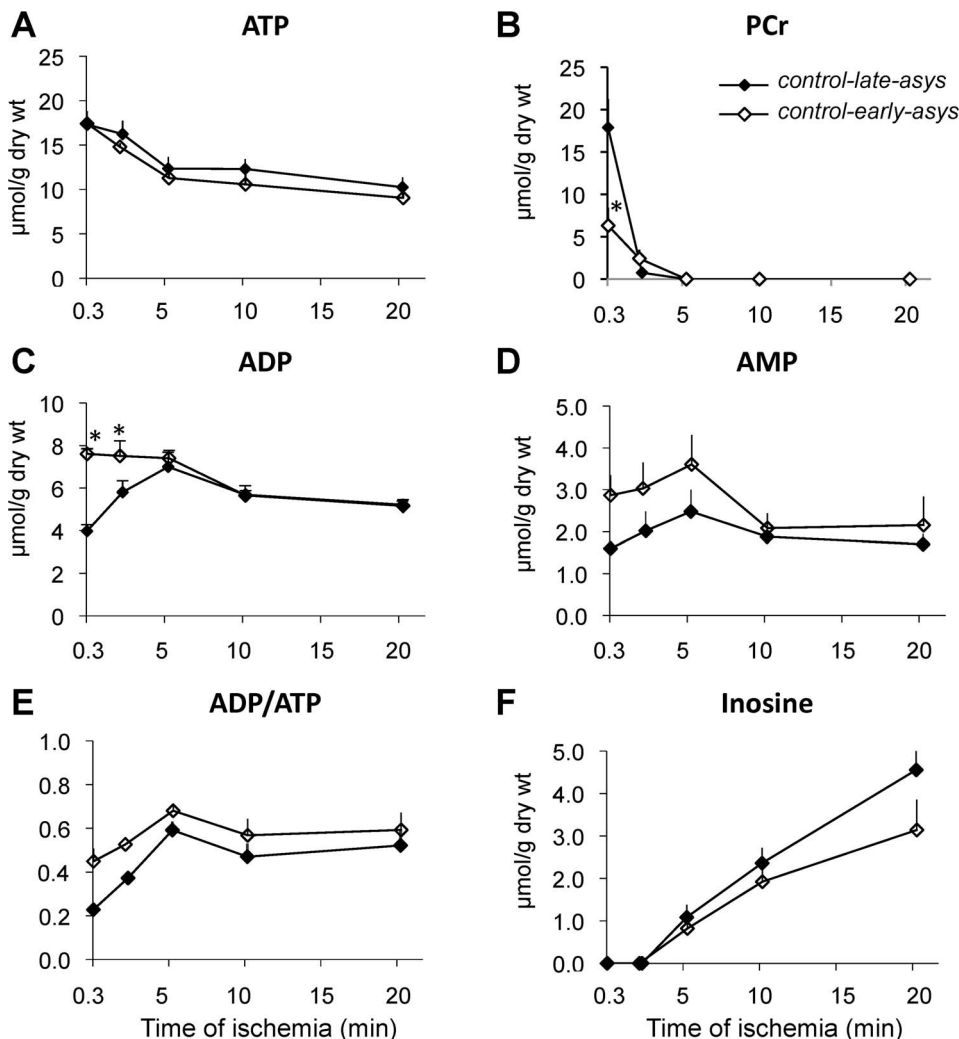 A
ATP
µmol/g dry wt
25
20
15
10
5
0
0.3 5 10 15 20
B
PCr
µmol/g dry wt
25
20
15
10
5
0
control-late-asys
control-early-asys
*
0.3 5 10 15 20
C
ADP
µmol/g dry wt
10
8
6
4
2
0
* *
0.3 5 10 15 20
D
AMP
µmol/g dry wt
5.0
4.0
3.0
2.0
1.0
0.0
0.3 5 10 15 20
E
ADP/ATP
1.0
0.8
0.6
0.4
0.2
0.0
0.3 5 10 15 20
Time of ischemia (min)
F
Inosine
µmol/g dry wt
5.0
4.0
3.0
2.0
1.0
0.0
0.3 5 10 15 20
Time of ischemia (min)